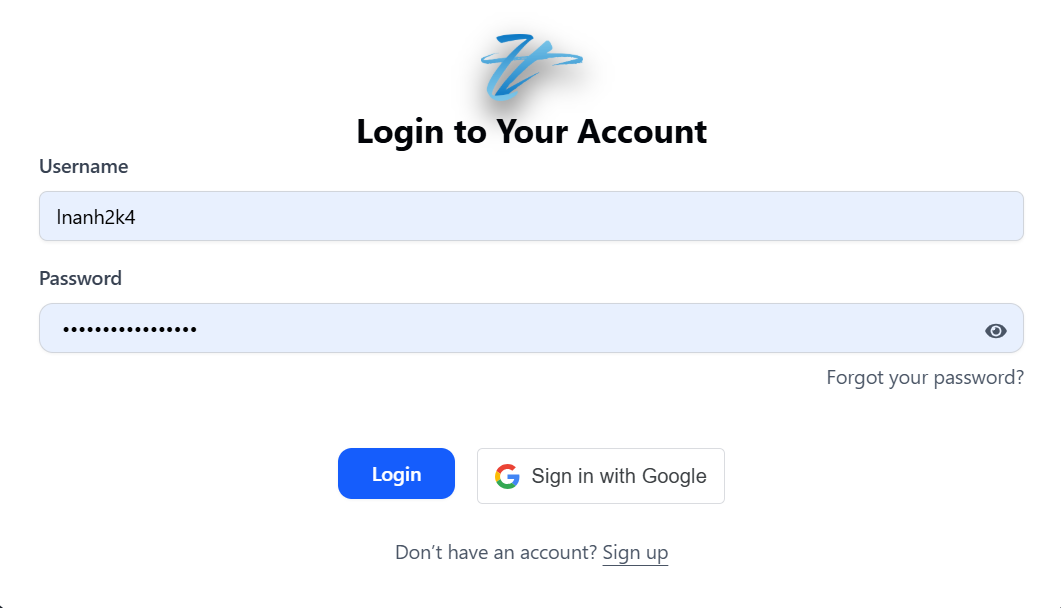 Login to Your Account
Username
lnanh2k4
Password
•••••••••••••••••
Forgot your password?
Login
Sign in with Google
Don’t have an account? Sign up